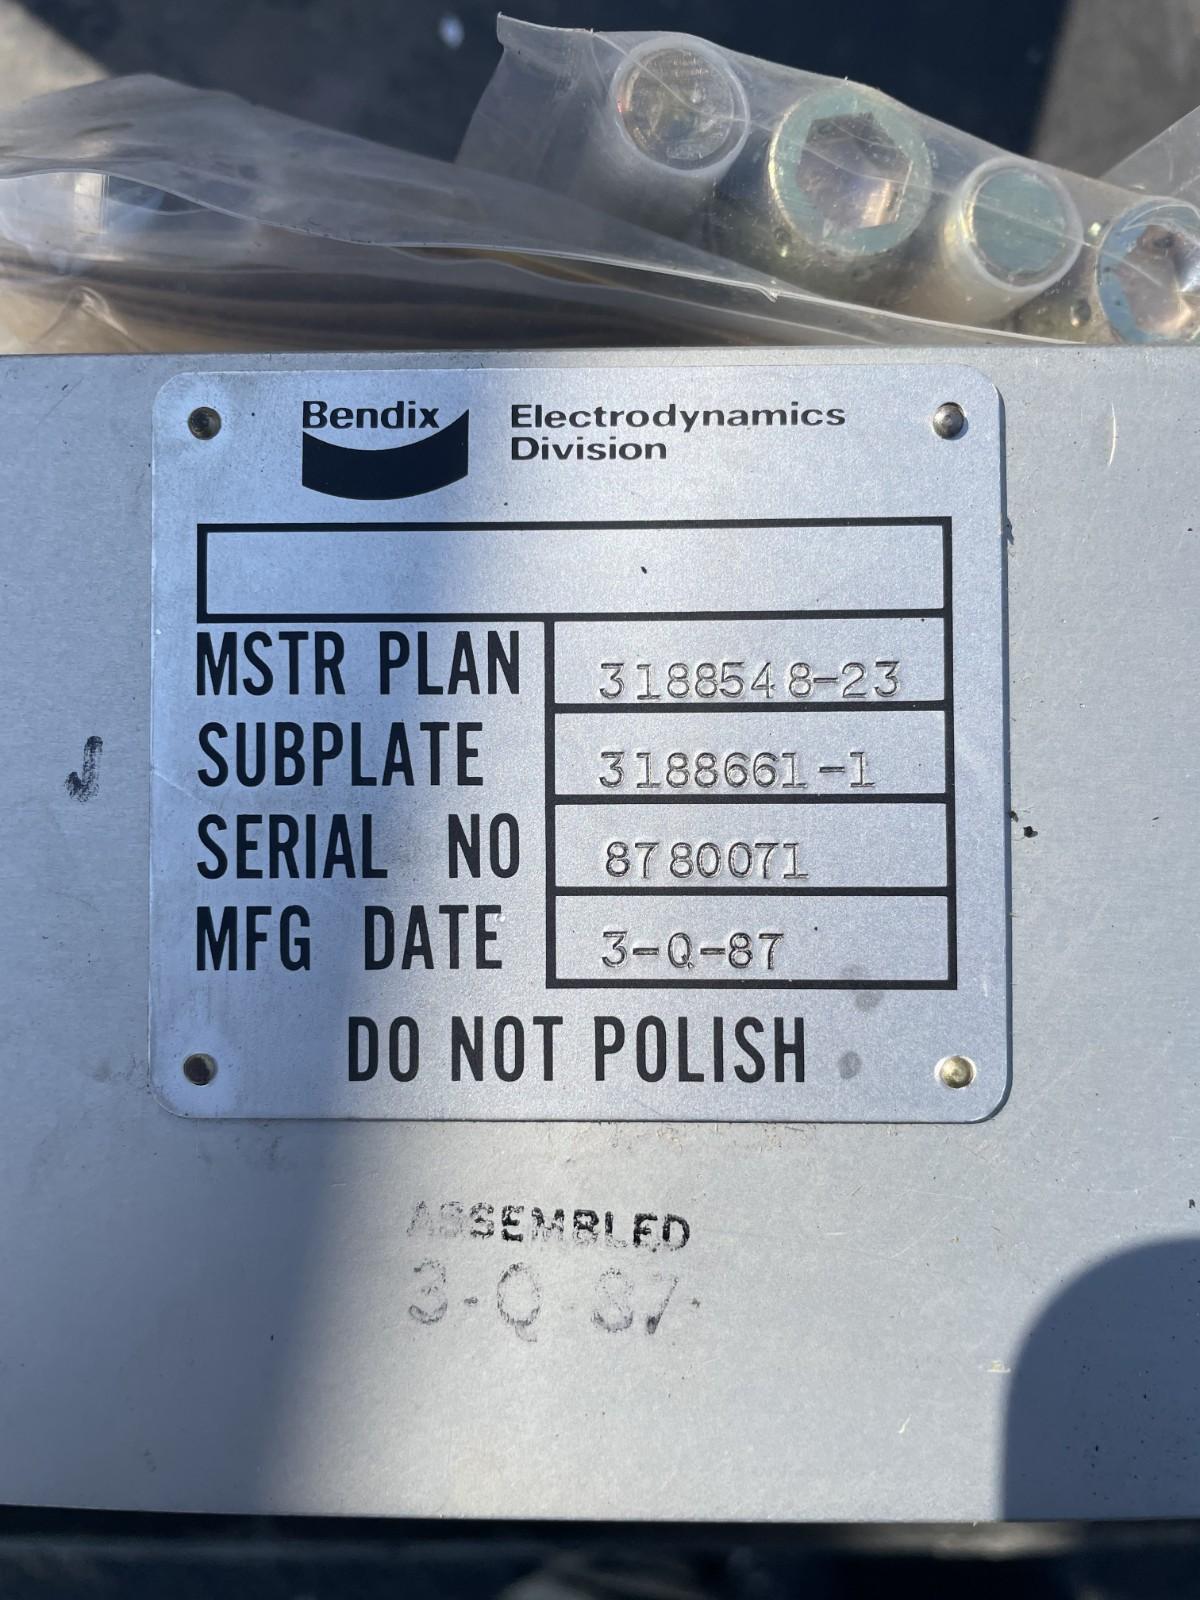 Bendix
Electrodynamics
Division
MSTR PLAN 3188548-23
SUBPLATE 3188661-1
SERIAL NO 8780071
MFG DATE 3-Q-87
DO NOT POLISH
J
ASSEMBLED
3-Q-87